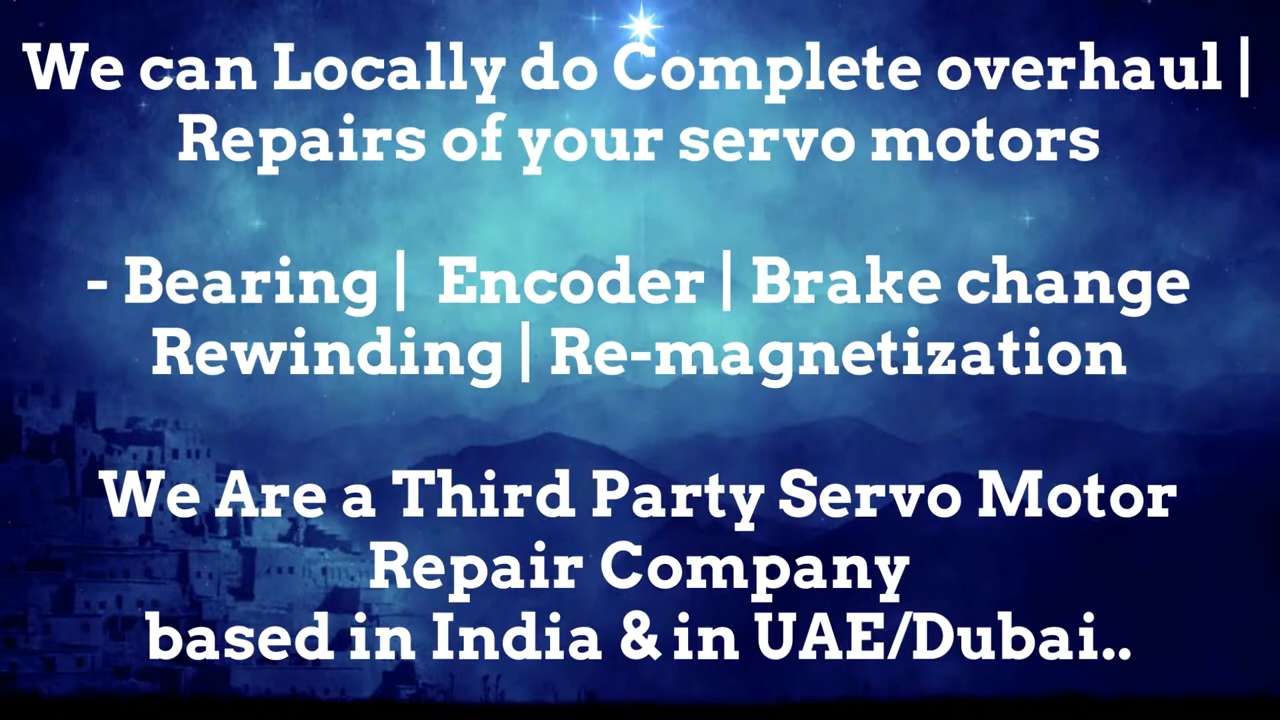 We can Locally do Complete overhaul |
Repairs of your servo motors
- Bearing | Encoder | Brake change
Rewinding | Re-magnetization
We Are a Third Party Servo Motor
Repair Company
based in India & in UAE/Dubai..